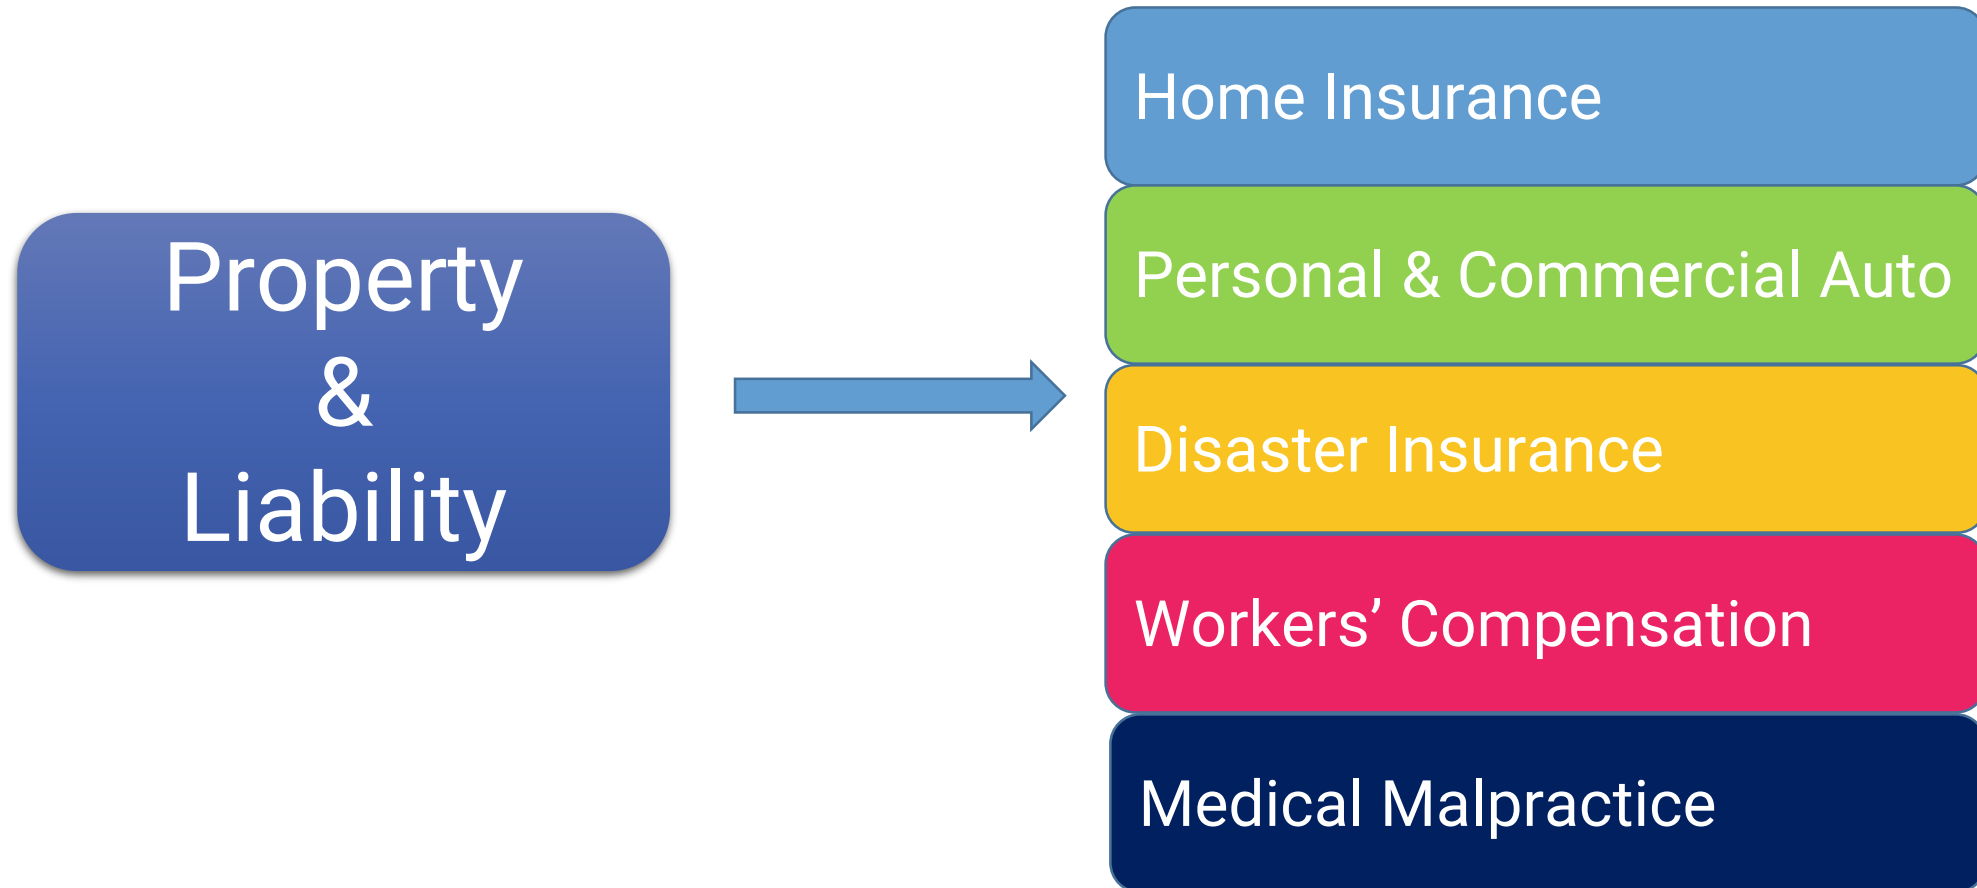 Property
&
Liability
Home Insurance
Personal & Commercial Auto
Disaster Insurance
Workers’ Compensation
Medical Malpractice